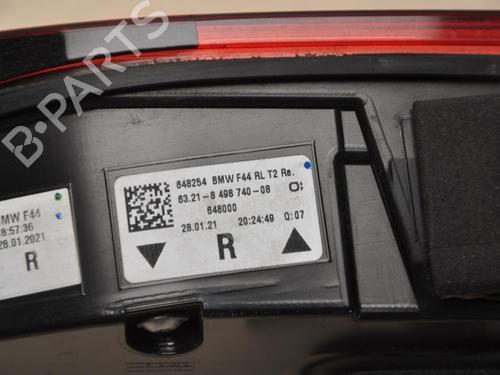 B-PARTS
648254 BMW F44 RL T2 Re.
63.21-8 498 740-08
648000
28.01.21 20:24:49 Q: 07
R
MW F44
8:57:36
28.01.2021
R